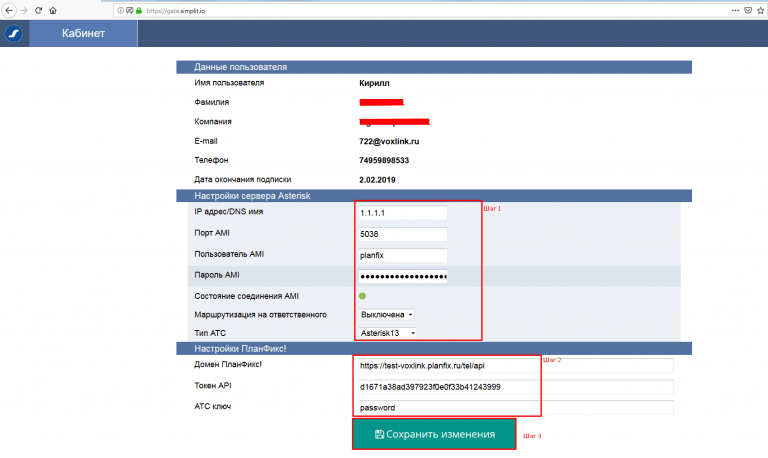 https://gate.simplit.io
Кабинет
Данные пользователя
Имя пользователя Кирилл
Фамилия
Компания
E-mail 722@voxlink.ru
Телефон 74959898533
Дата окончания подписки 2.02.2019
Настройки сервера Asterisk
IP адрес/DNS имя 1.1.1.1 Шаг 1
Порт AMI 5038
Пользователь AMI planfix
Пароль AMI ●●●●●●●●●●●●●●●●●●
Состояние соединения AMI
Маршрутизация на ответственного Выключена
Тип АТС Asterisk13
Настройки ПланФикс!
Домен ПланФикс! https://test-voxlink.planfix.ru/tel/api Шаг 2
Токен API d1671a38ad397923f0e0f33b41243999
АТС ключ password
Сохранить изменения Шаг 3